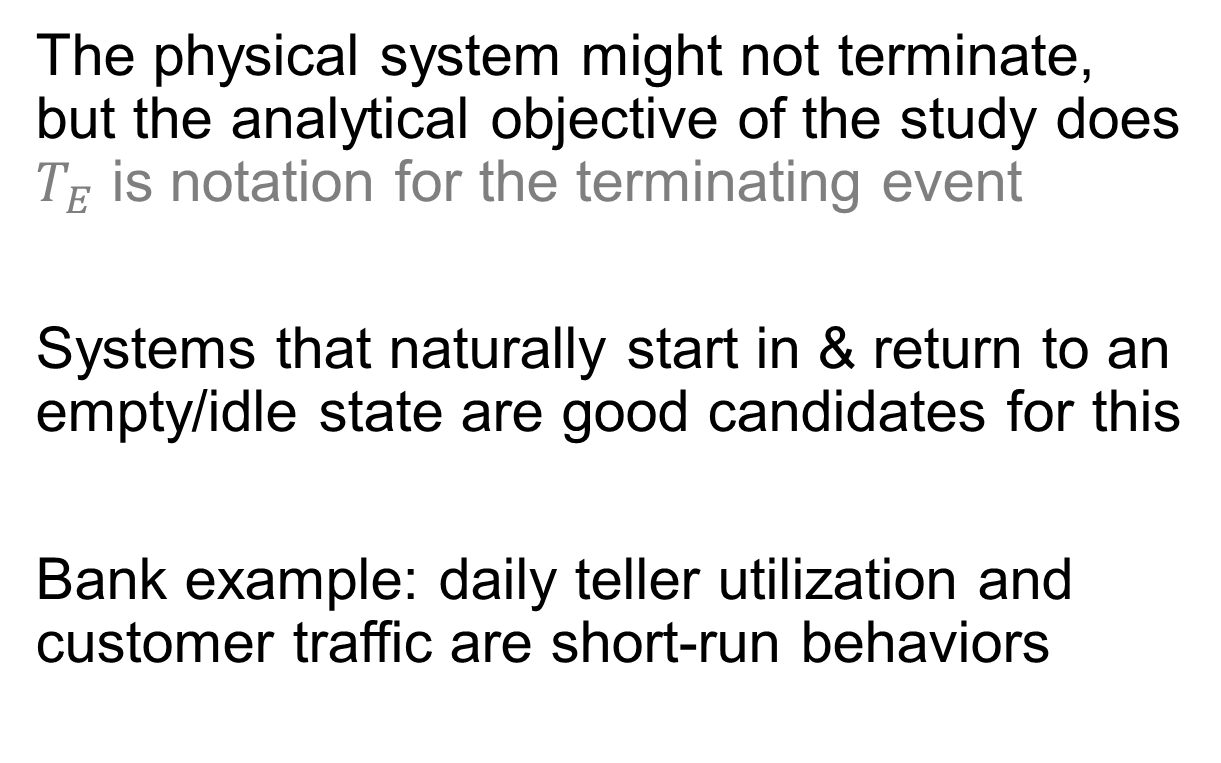 The physical system might not terminate,
but the analytical objective of the study does
T_E is notation for the terminating event
Systems that naturally start in & return to an
empty/idle state are good candidates for this
Bank example: daily teller utilization and
customer traffic are short-run behaviors